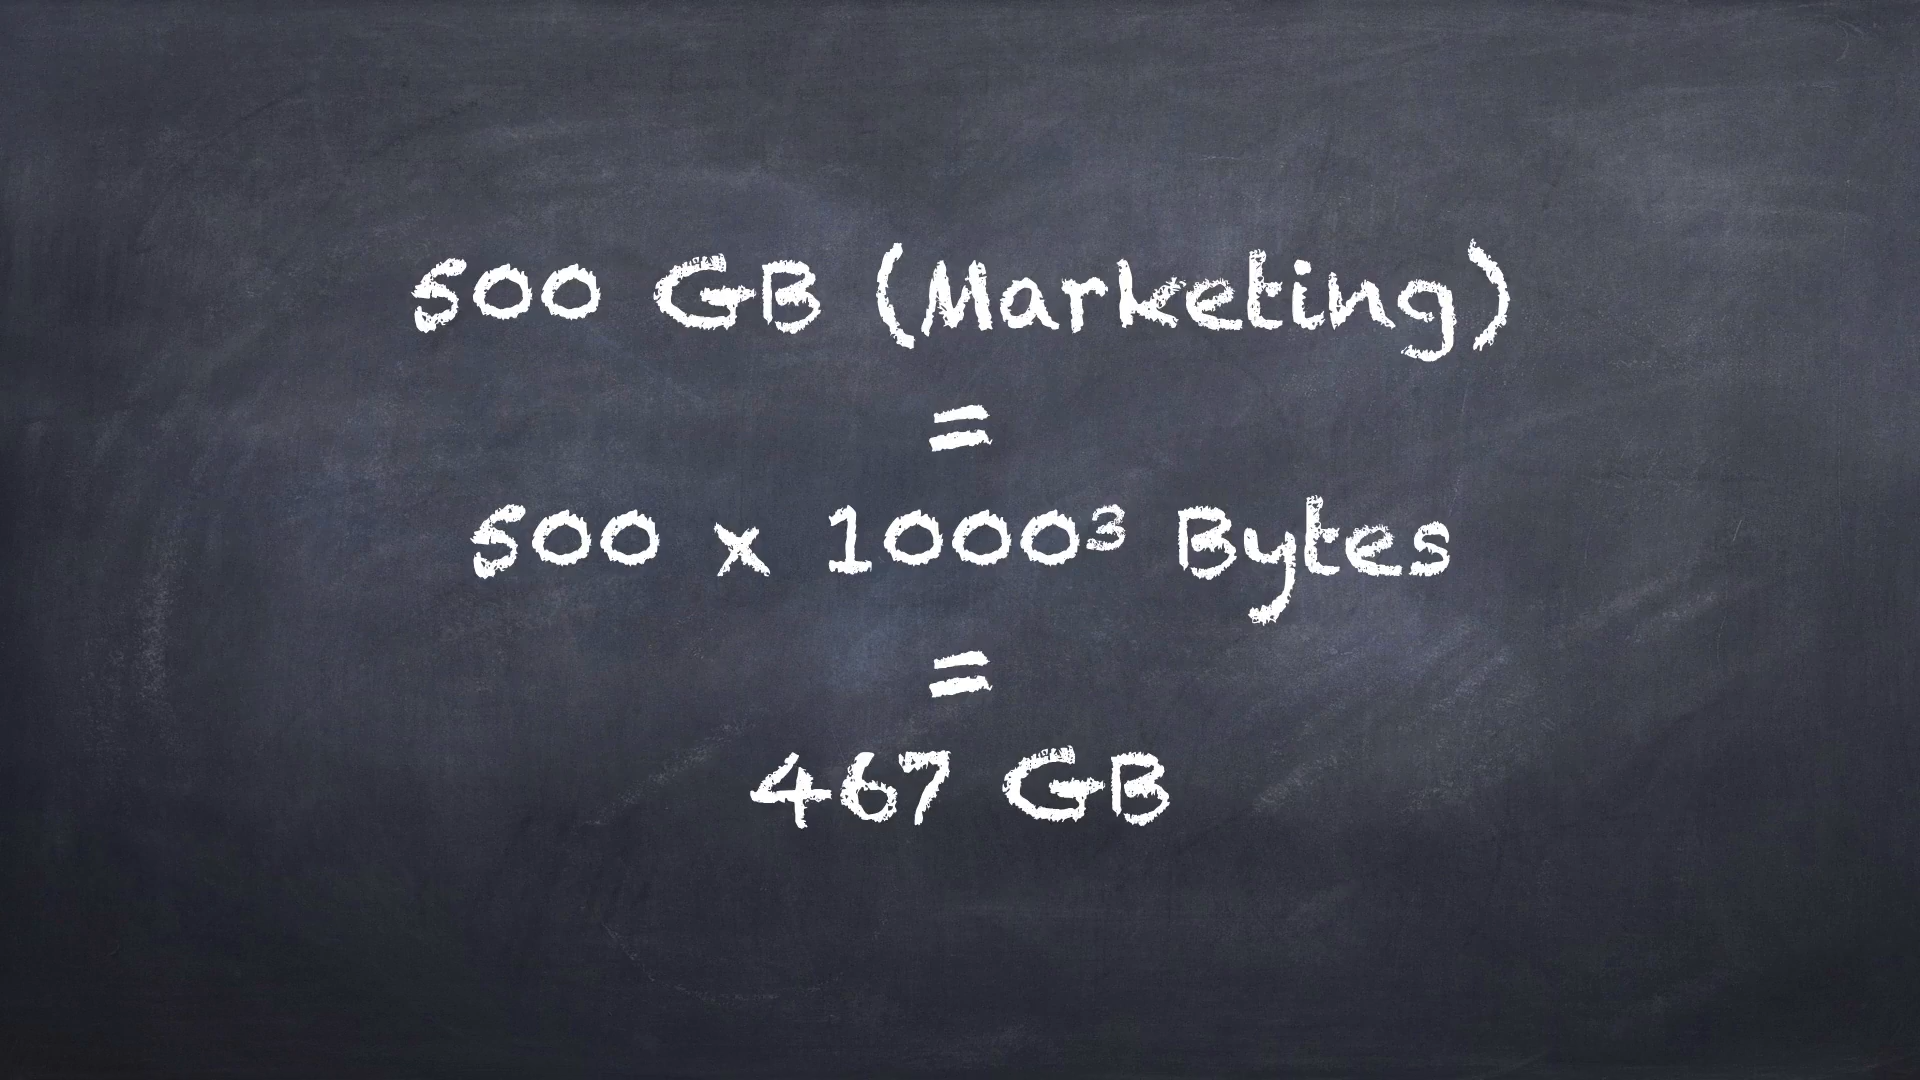 500 GB (Marketing)
=
500 x 1000³ Bytes
=
467 GB